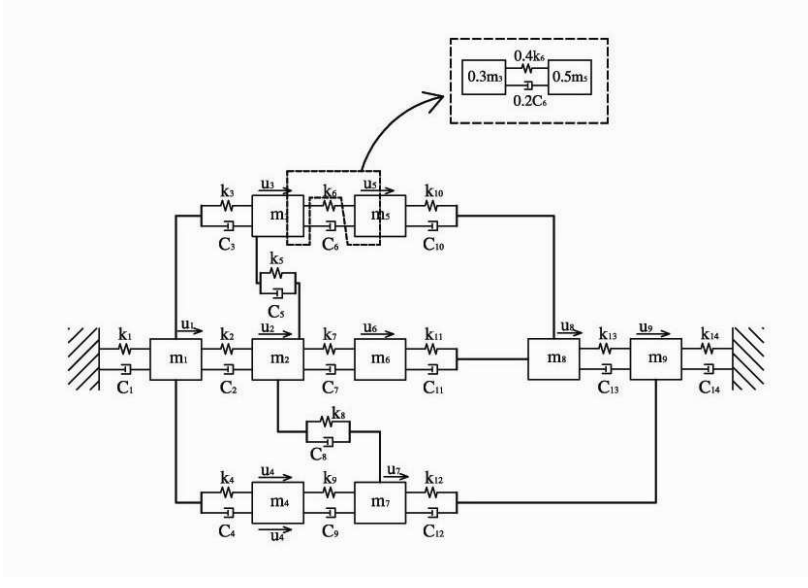 0.4k₆
0.3m₃ 0.5m₅
0.2C₆
k₃ u₃ k₆ u₅ k₁₀
m m₅
C₃ C₆ C₁₀
k₅
C₅
k₁ u₁ k₂ u₂ k₇ u₆ k₁₁ u₈ k₁₃ u₉ k₁₄
m₁ m₂ m₆ m₈ m₉
C₁ C₂ C₇ C₁₁ C₁₃ C₁₄
k₈
C₈
k₄ u₄ k₉ u₇ k₁₂
m₄ m₇
C₄ u₄ C₉ C₁₂